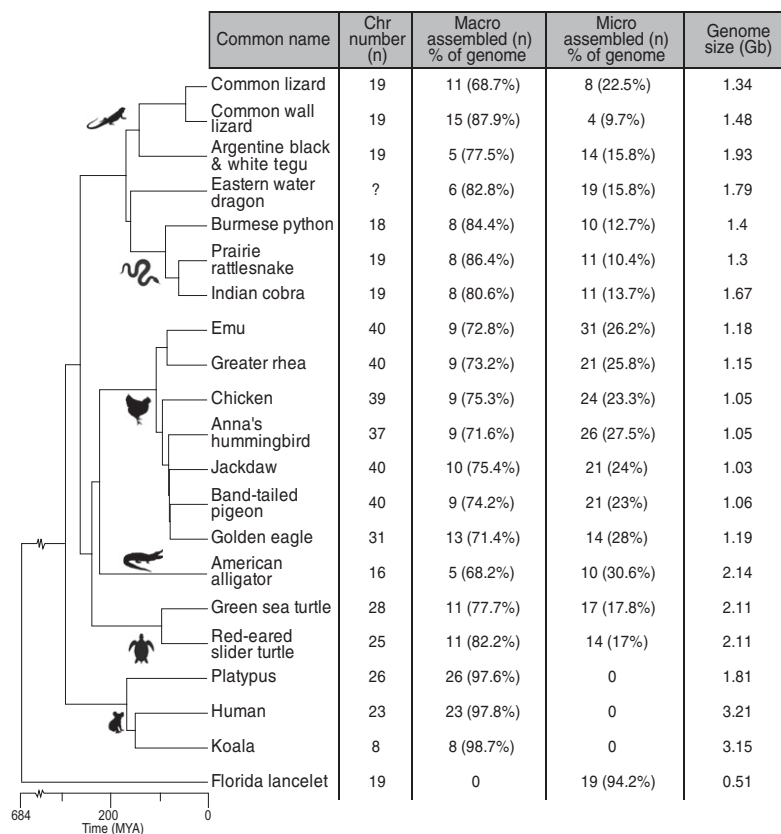 Common name Chr number (n) Macro assembled (n) % of genome Micro assembled (n) % of genome Genome size (Gb)
Common lizard 19 11 (68.7%) 8 (22.5%) 1.34
Common wall lizard 19 15 (87.9%) 4 (9.7%) 1.48
Argentine black & white tegu 19 5 (77.5%) 14 (15.8%) 1.93
Eastern water dragon ? 6 (82.8%) 19 (15.8%) 1.79
Burmese python 18 8 (84.4%) 10 (12.7%) 1.4
Prairie rattlesnake 19 8 (86.4%) 11 (10.4%) 1.3
Indian cobra 19 8 (80.6%) 11 (13.7%) 1.67
Emu 40 9 (72.8%) 31 (26.2%) 1.18
Greater rhea 40 9 (73.2%) 21 (25.8%) 1.15
Chicken 39 9 (75.3%) 24 (23.3%) 1.05
Anna's hummingbird 37 9 (71.6%) 26 (27.5%) 1.05
Jackdaw 40 10 (75.4%) 21 (24%) 1.03
Band-tailed pigeon 40 9 (74.2%) 21 (23%) 1.06
Golden eagle 31 13 (71.4%) 14 (28%) 1.19
American alligator 16 5 (68.2%) 10 (30.6%) 2.14
Green sea turtle 28 11 (77.7%) 17 (17.8%) 2.11
Red-eared slider turtle 25 11 (82.2%) 14 (17%) 2.11
Platypus 26 26 (97.6%) 0 1.81
Human 23 23 (97.8%) 0 3.21
Koala 8 8 (98.7%) 0 3.15
Florida lancelet 19 0 19 (94.2%) 0.51
684 200 0
Time (MYA)